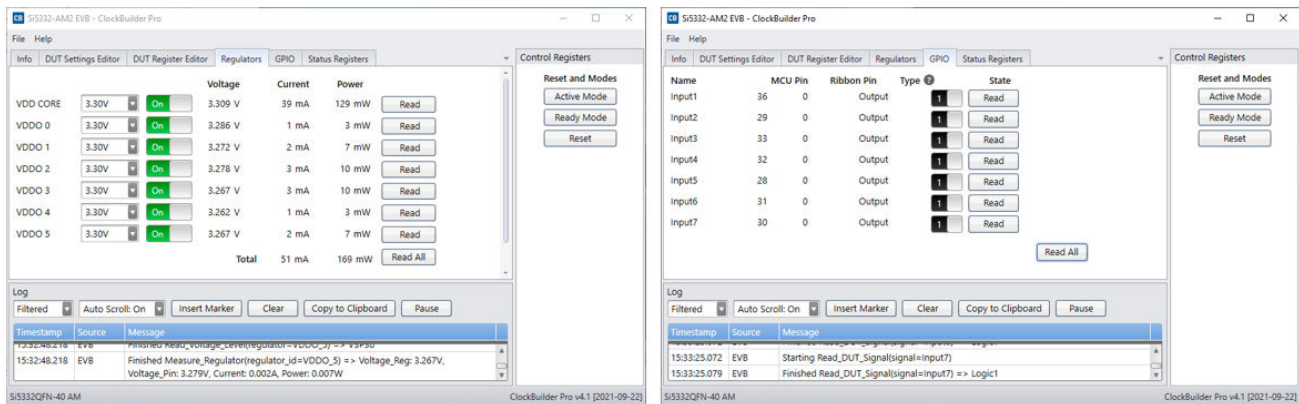 CB Si5332-AM2 EVB - ClockBuilder Pro
File Help
Info DUT Settings Editor DUT Register Editor Regulators GPIO Status Registers
Voltage Current Power
VDD CORE 3.30V On 3.309 V 39 mA 129 mW Read
VDDO 0 3.30V On 3.286 V 1 mA 3 mW Read
VDDO 1 3.30V On 3.272 V 2 mA 7 mW Read
VDDO 2 3.30V On 3.278 V 3 mA 10 mW Read
VDDO 3 3.30V On 3.267 V 3 mA 10 mW Read
VDDO 4 3.30V On 3.262 V 1 mA 3 mW Read
VDDO 5 3.30V On 3.267 V 2 mA 7 mW Read
Total 51 mA 169 mW Read All
Control Registers
Reset and Modes
Active Mode
Ready Mode
Reset
Log
Filtered Auto Scroll: On Insert Marker Clear Copy to Clipboard Pause
Timestamp Source Message
15:32:48.218 EVB Finished Read_Voltage_Level(regulator=VDDO_5) => V3P30
15:32:48.218 EVB Finished Measure_Regulator(regulator_id=VDDO_5) => Voltage_Reg: 3.267V,
Voltage_Pin: 3.279V, Current: 0.002A, Power: 0.007W
Si5332QFN-40 AM ClockBuilder Pro v4.1 [2021-09-22]
CB Si5332-AM2 EVB - ClockBuilder Pro
File Help
Info DUT Settings Editor DUT Register Editor Regulators GPIO Status Registers
Name MCU Pin Ribbon Pin Type ? State
Input1 36 0 Output 1 Read
Input2 29 0 Output 1 Read
Input3 33 0 Output 1 Read
Input4 32 0 Output 1 Read
Input5 28 0 Output 1 Read
Input6 31 0 Output 1 Read
Input7 30 0 Output 1 Read
Read All
Control Registers
Reset and Modes
Active Mode
Ready Mode
Reset
Log
Filtered Auto Scroll: On Insert Marker Clear Copy to Clipboard Pause
Timestamp Source Message
15:33:25.072 EVB Starting Read_DUT_Signal(signal=Input7)
15:33:25.079 EVB Finished Read_DUT_Signal(signal=Input7) => Logic1
Si5332QFN-40 AM ClockBuilder Pro v4.1 [2021-09-22]